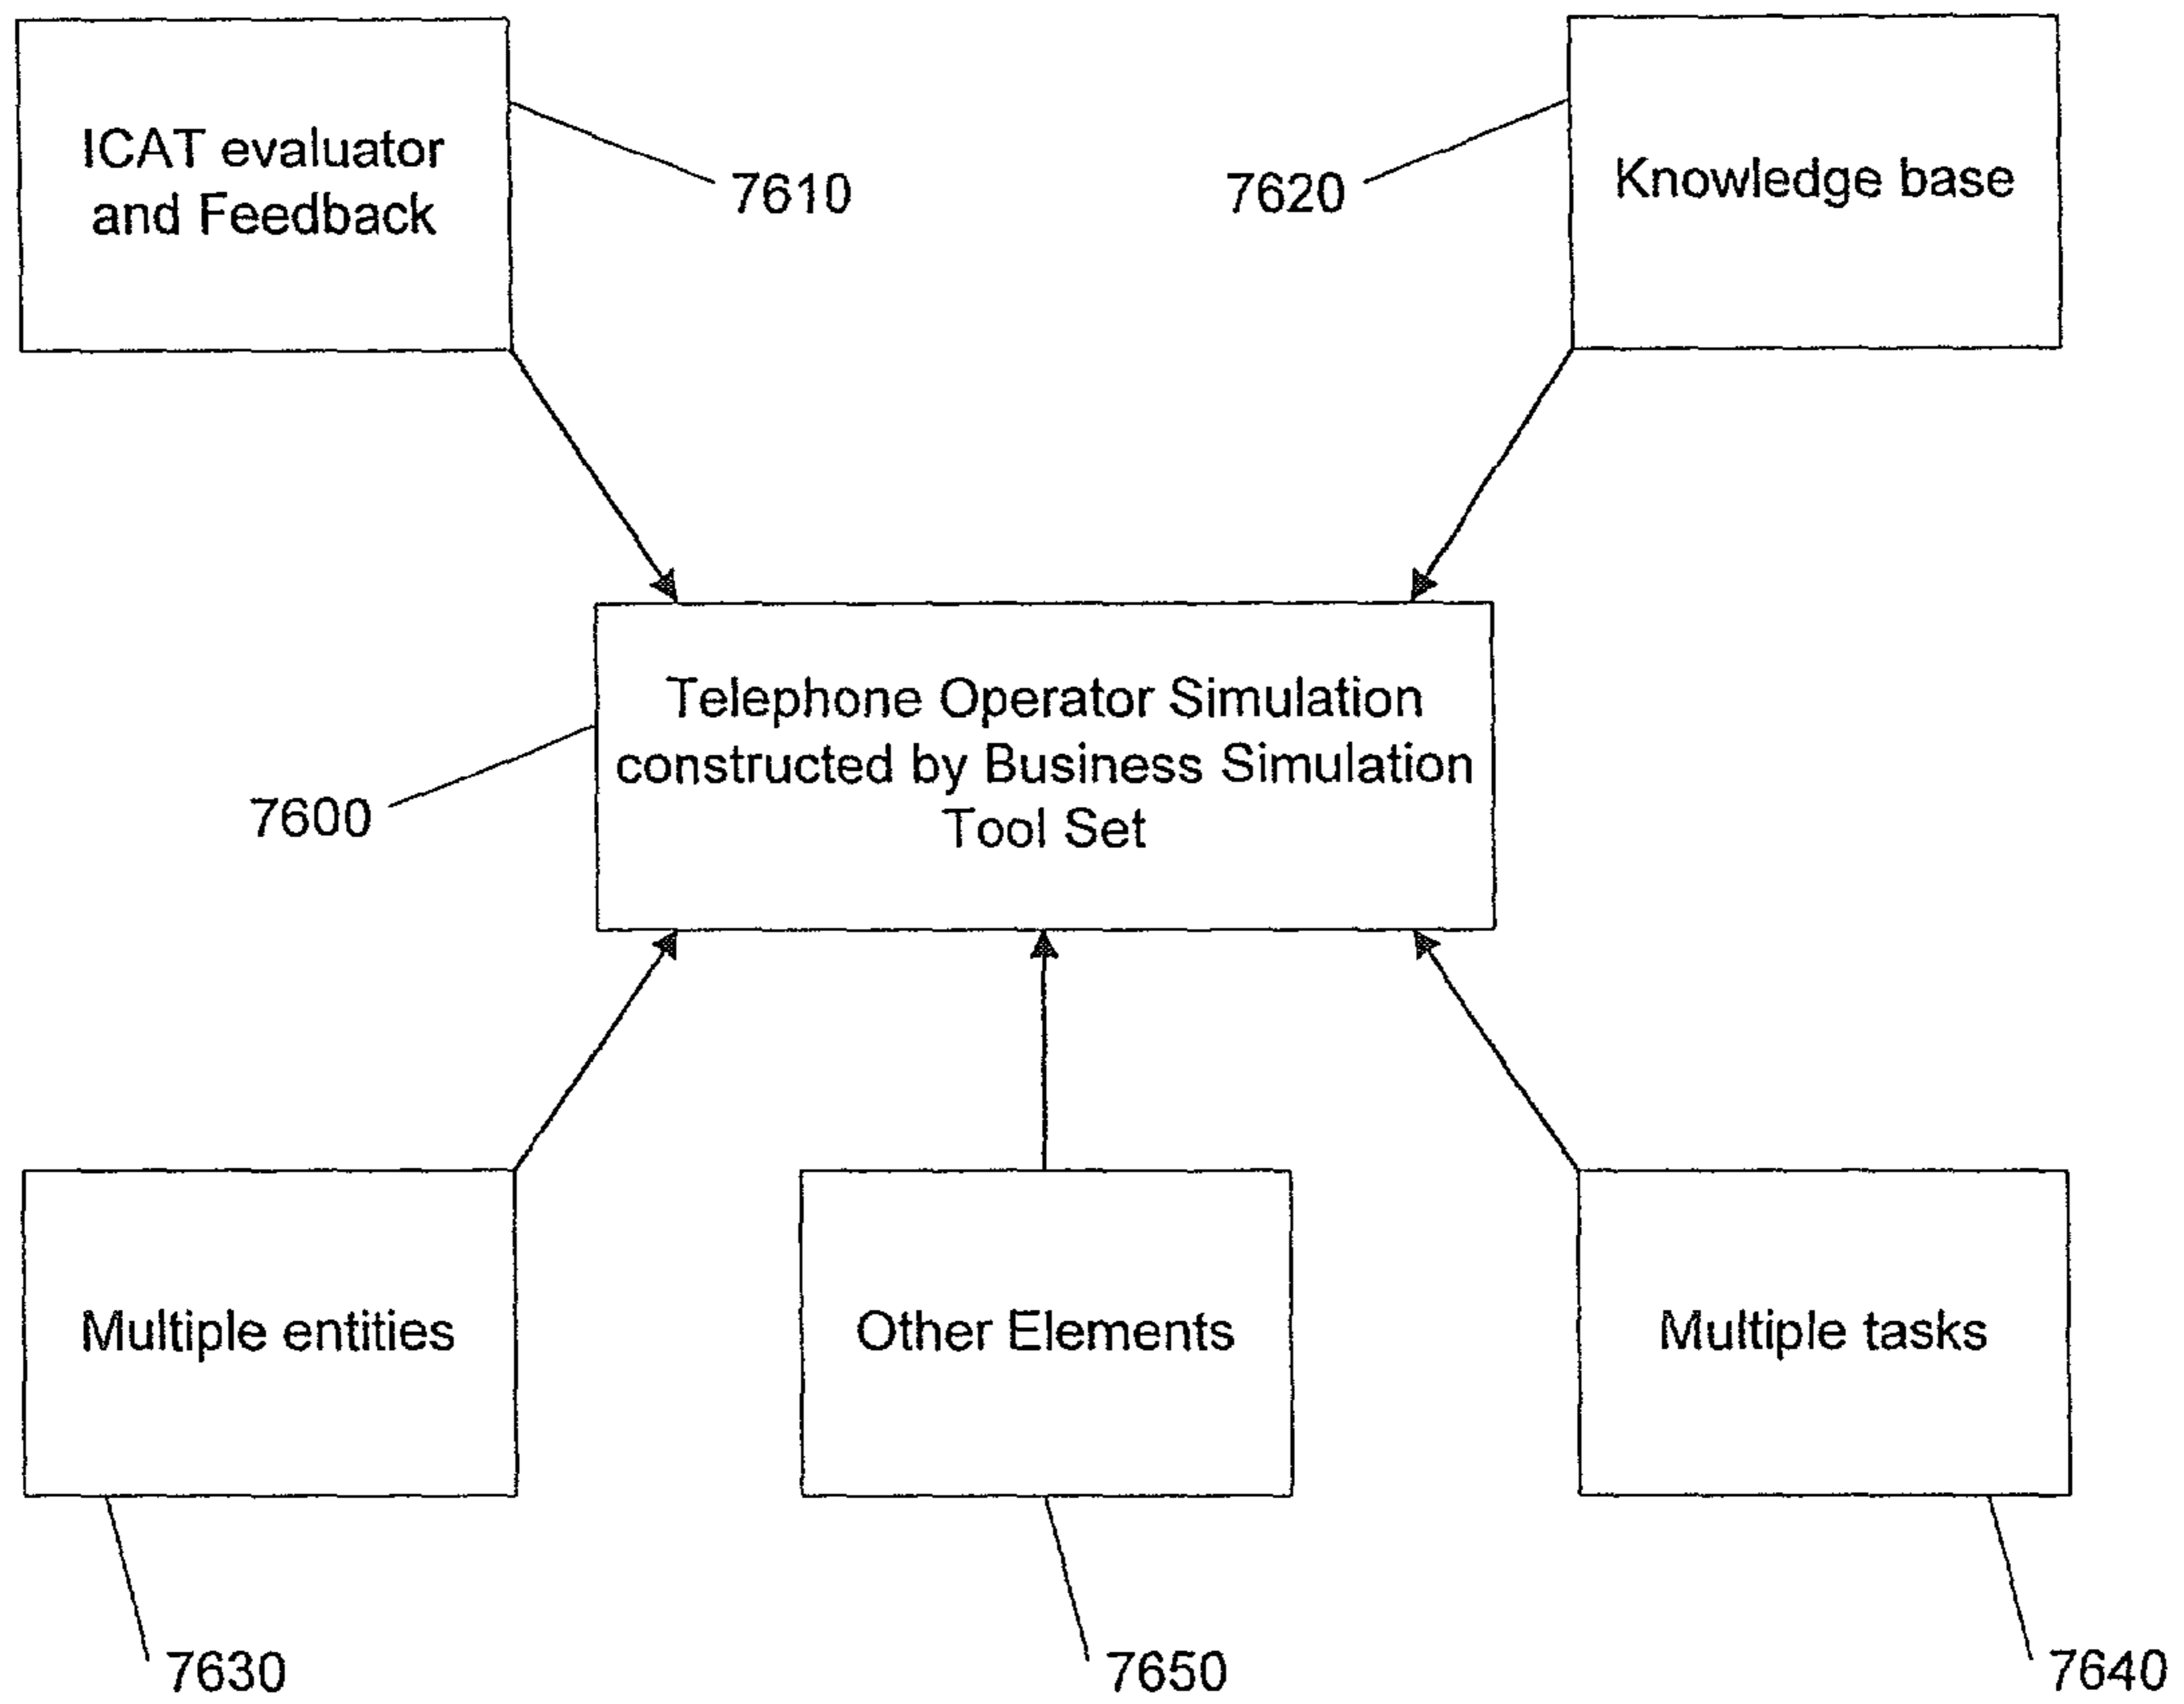 ICAT evaluator
and Feedback
7610
7620
Knowledge base
Telephone Operator Simulation
constructed by Business Simulation
Tool Set
7600
Multiple entities
Other Elements
Multiple tasks
7630
7650
7640